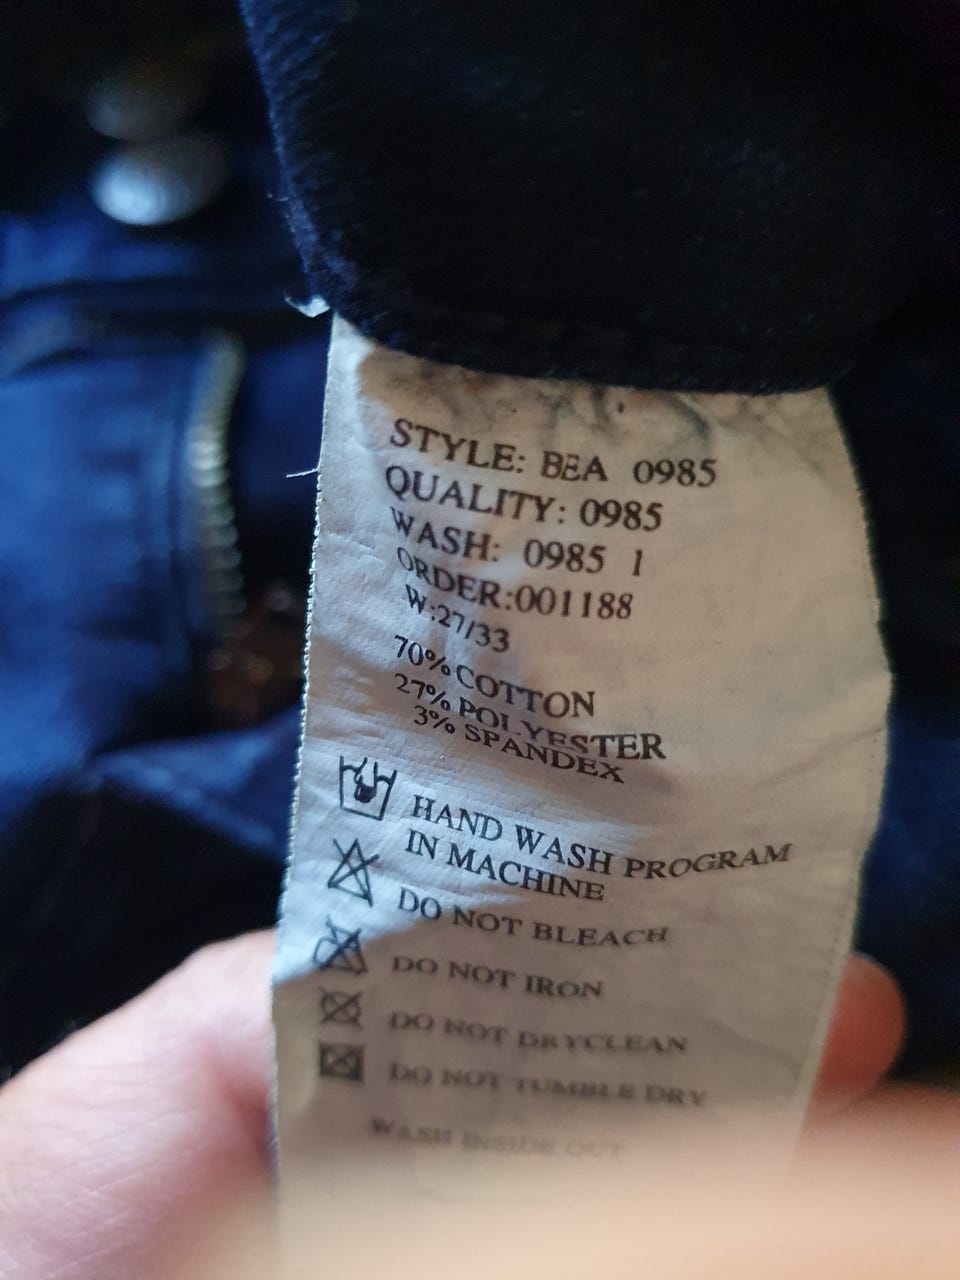 STYLE: BEA 0985
QUALITY: 0985
WASH: 0985 1
ORDER:001188
W:27/33
70% COTTON
27% POLYESTER
3% SPANDEX
HAND WASH PROGRAM
IN MACHINE
DO NOT BLEACH
DO NOT IRON
DO NOT DRYCLEAN
DO NOT TUMBLE DRY
WASH INSIDE OUT